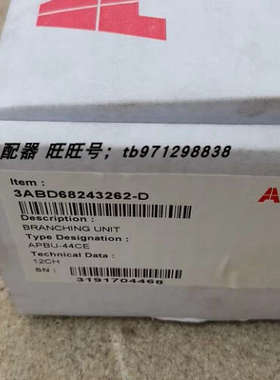 配器 旺旺号；tb971298838
Item :
3ABD68243262-D
Description :
BRANCHING UNIT
Type Designation :
APBU-44CE
Technical Data :
12CH
SN :
3191704468